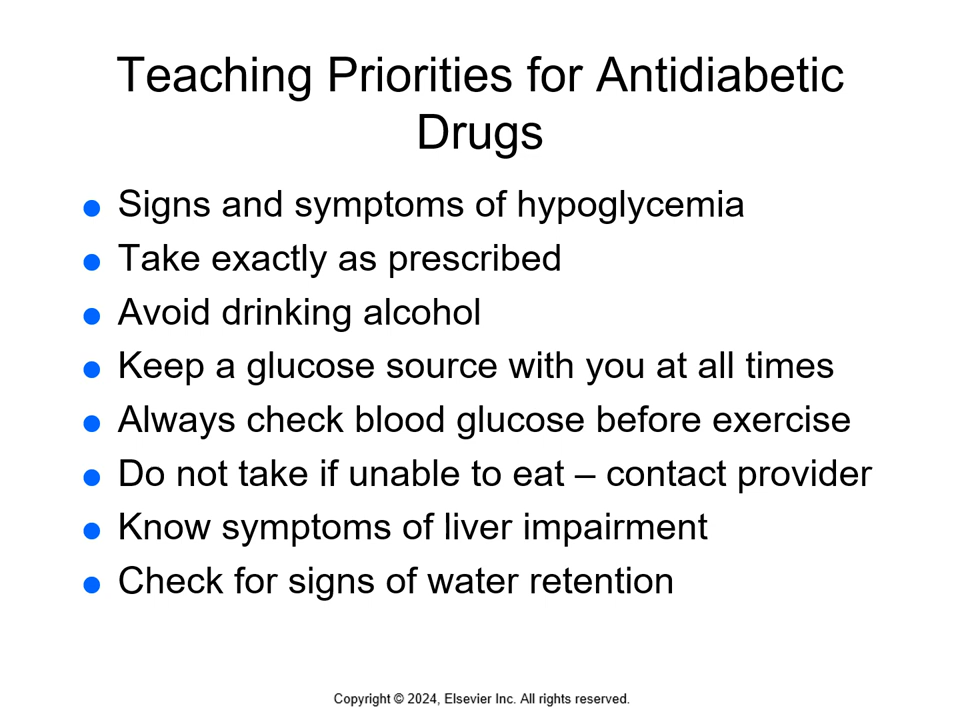 Teaching Priorities for Antidiabetic
Drugs
Signs and symptoms of hypoglycemia
Take exactly as prescribed
Avoid drinking alcohol
Keep a glucose source with you at all times
Always check blood glucose before exercise
Do not take if unable to eat – contact provider
Know symptoms of liver impairment
Check for signs of water retention
Copyright © 2024, Elsevier Inc. All rights reserved.